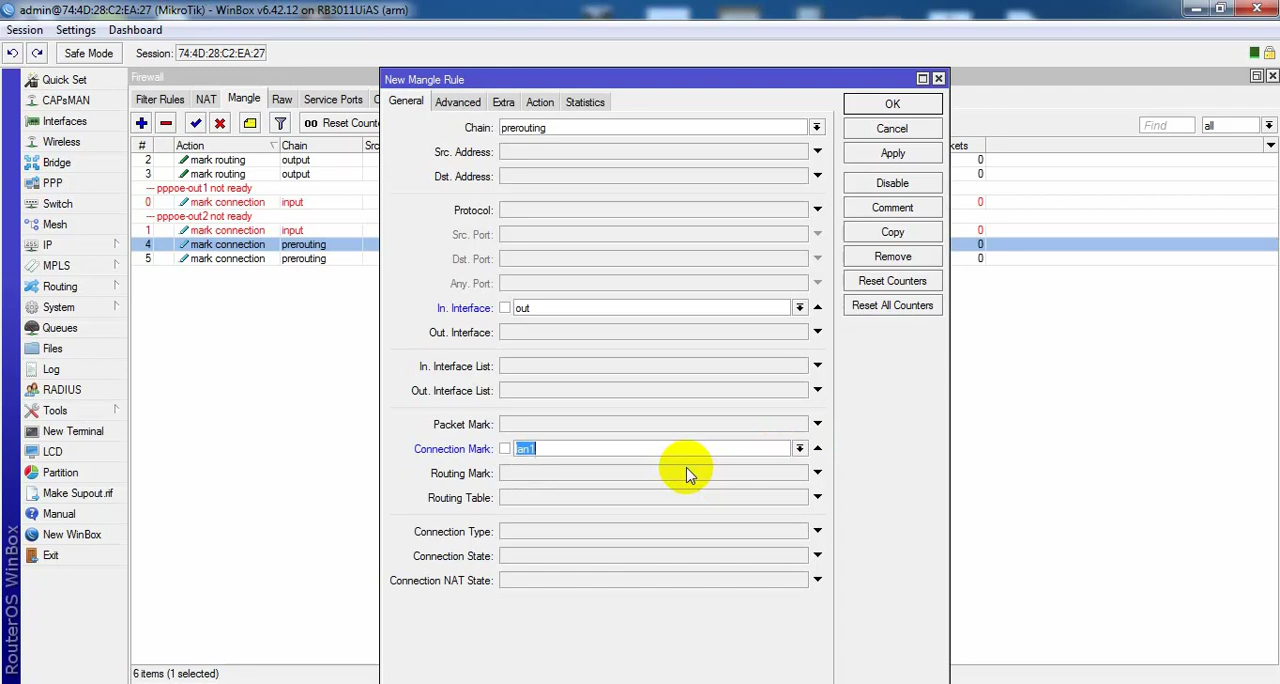 admin@74:4D:28:C2:EA:27 (MikroTik) - WinBox v6.42.12 on RB3011UiAS (arm)
Session Settings Dashboard
Safe Mode Session: 74:4D:28:C2:EA:27
Quick Set
CAPsMAN
Interfaces
Wireless
Bridge
PPP
Switch
Mesh
IP
MPLS
Routing
System
Queues
Files
Log
RADIUS
Tools
New Terminal
LCD
Partition
Make Supout.rif
Manual
New WinBox
Exit
RouterOS WinBox
Firewall
Filter Rules NAT Mangle Raw Service Ports
Reset Counte
Find all
# Action Chain Src kets
2 mark routing output 0
3 mark routing output 0
--- pppoe-out1 not ready
0 mark connection input 0
--- pppoe-out2 not ready
1 mark connection input 0
4 mark connection prerouting 0
5 mark connection prerouting 0
6 items (1 selected)
New Mangle Rule
General Advanced Extra Action Statistics
Chain: prerouting
Src. Address:
Dst. Address:
Protocol:
Src. Port:
Dst. Port:
Any. Port:
In. Interface: out
Out. Interface:
In. Interface List:
Out. Interface List:
Packet Mark:
Connection Mark:
Routing Mark:
Routing Table:
Connection Type:
Connection State:
Connection NAT State:
OK
Cancel
Apply
Disable
Comment
Copy
Remove
Reset Counters
Reset All Counters